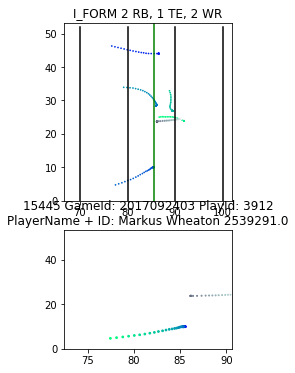 I_FORM 2 RB, 1 TE, 2 WR
50
40
30
20
10
0
70 80 90 100
15445 GameId: 2017092403 PlayId: 3912
PlayerName + ID: Markus Wheaton 2539291.0
40
20
0
75 80 85 90